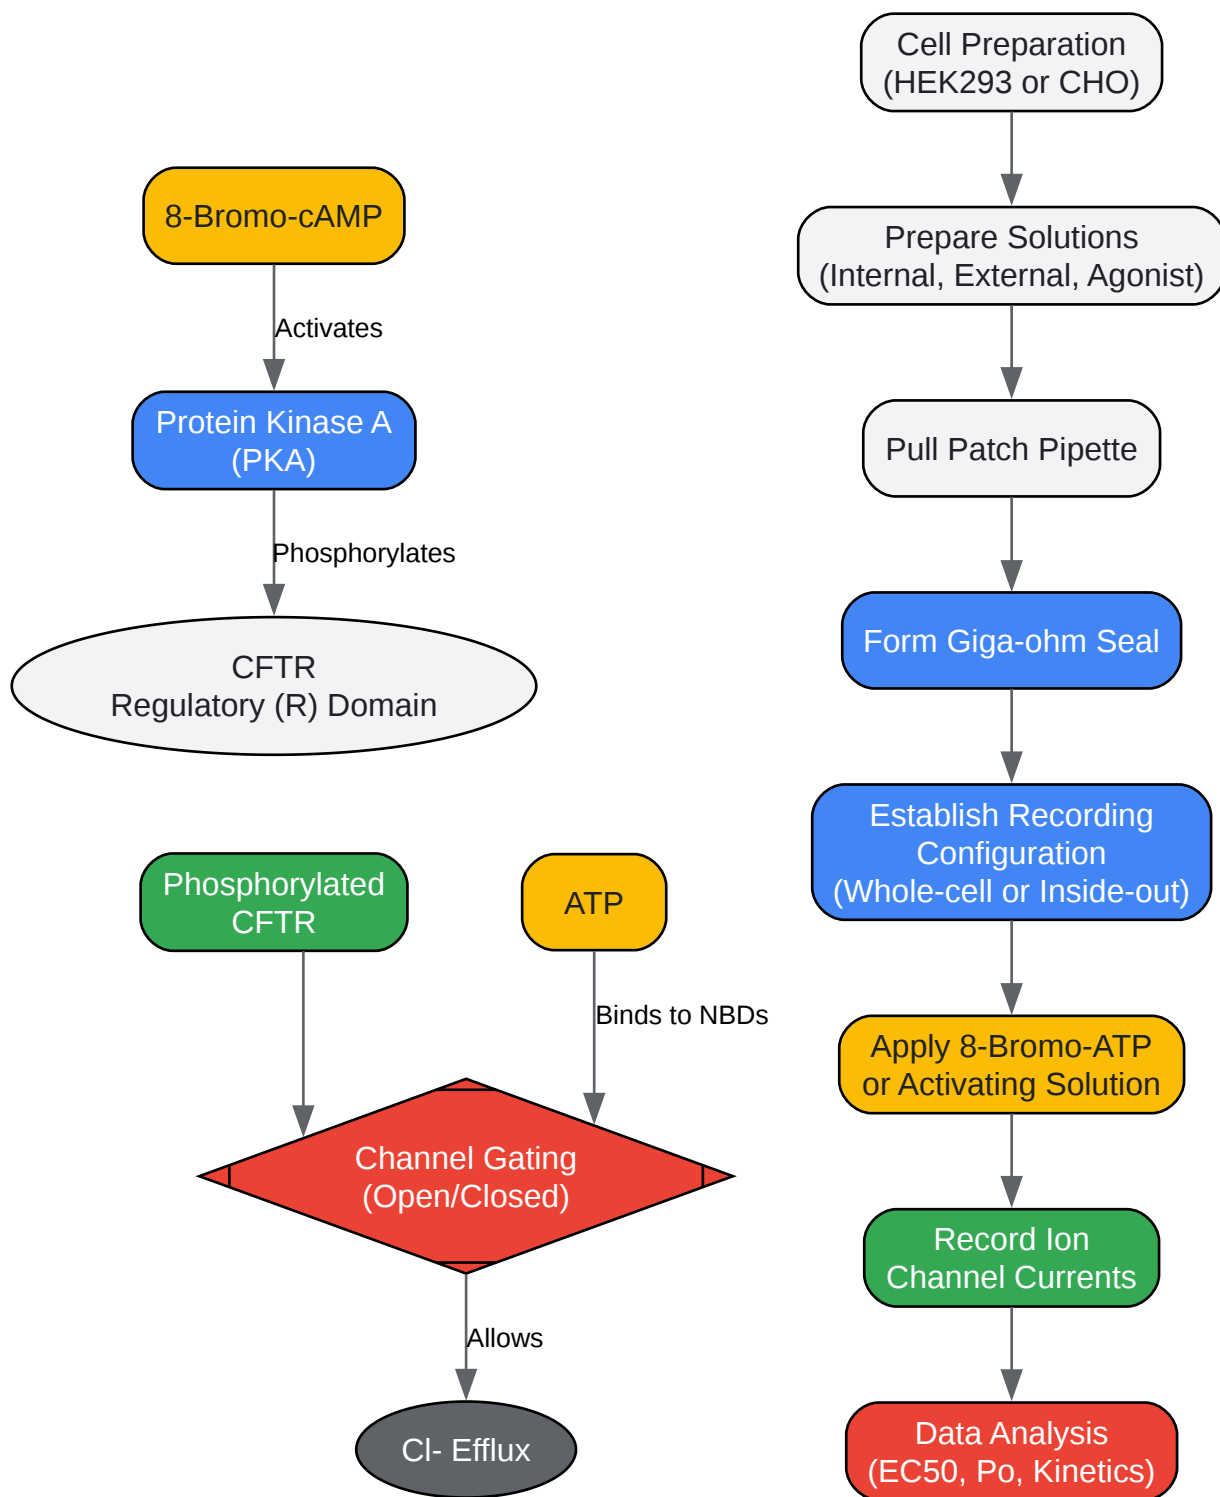 8-Bromo-cAMP
Activates
Protein Kinase A
(PKA)
Phosphorylates
CFTR
Regulatory (R) Domain
Phosphorylated
CFTR
ATP
Binds to NBDs
Channel Gating
(Open/Closed)
Allows
Cl- Efflux
Cell Preparation
(HEK293 or CHO)
Prepare Solutions
(Internal, External, Agonist)
Pull Patch Pipette
Form Giga-ohm Seal
Establish Recording
Configuration
(Whole-cell or Inside-out)
Apply 8-Bromo-ATP
or Activating Solution
Record Ion
Channel Currents
Data Analysis
(EC50, Po, Kinetics)